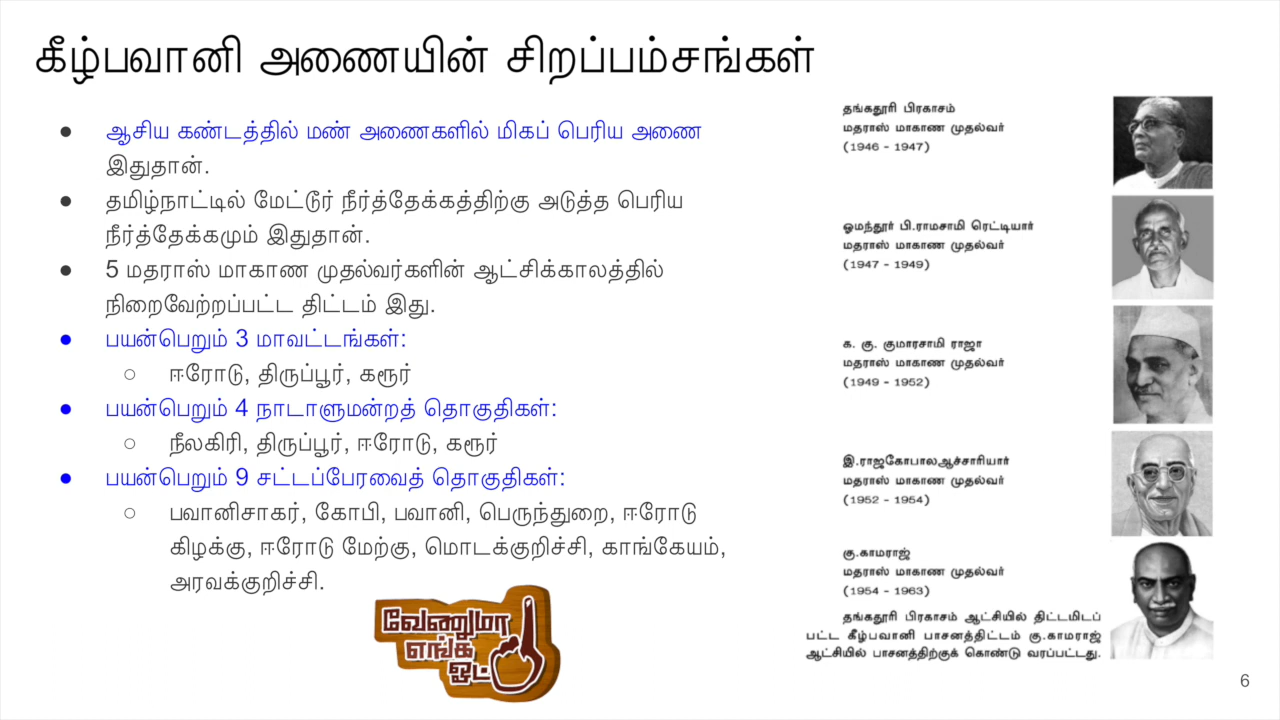 கீழ்பவானி அணையின் சிறப்பம்சங்கள்
● ஆசிய கண்டத்தில் மண் அணைகளில் மிகப் பெரிய அணை
இதுதான்.
● தமிழ்நாட்டில் மேட்டூர் நீர்த்தேக்கத்திற்கு அடுத்த பெரிய
நீர்த்தேக்கமும் இதுதான்.
● 5 மதராஸ் மாகாண முதல்வர்களின் ஆட்சிக்காலத்தில்
நிறைவேற்றப்பட்ட திட்டம் இது.
● பயன்பெறும் 3 மாவட்டங்கள்:
○ ஈரோடு, திருப்பூர், கரூர்
● பயன்பெறும் 4 நாடாளுமன்றத் தொகுதிகள்:
○ நீலகிரி, திருப்பூர், ஈரோடு, கரூர்
● பயன்பெறும் 9 சட்டப்பேரவைத் தொகுதிகள்:
○ பவானிசாகர், கோபி, பவானி, பெருந்துறை, ஈரோடு
கிழக்கு, ஈரோடு மேற்கு, மொடக்குறிச்சி, காங்கேயம்,
அரவக்குறிச்சி.
வேணுமா
எங்க
ஓட்
தங்கதூரி பிரகாசம்
மதராஸ் மாகாண முதல்வர்
(1946 - 1947)
ஓமந்தூர் பி.ராமசாமி ரெட்டியார்
மதராஸ் மாகாண முதல்வர்
(1947 - 1949)
க. கு. குமாரசாமி ராஜா
மதராஸ் மாகாண முதல்வர்
(1949 - 1952)
இ.ராஜகோபாலஆச்சாரியார்
மதராஸ் மாகாண முதல்வர்
(1952 - 1954)
கு.காமராஜ்
மதராஸ் மாகாண முதல்வர்
(1954 - 1963)
தங்கதூரி பிரகாசம் ஆட்சியில் திட்டமிடப்
பட்ட கீழ்பவானி பாசனத்திட்டம் கு.காமராஜ்
ஆட்சியில் பாசனத்திற்குக் கொண்டு வரப்பட்டது.
6